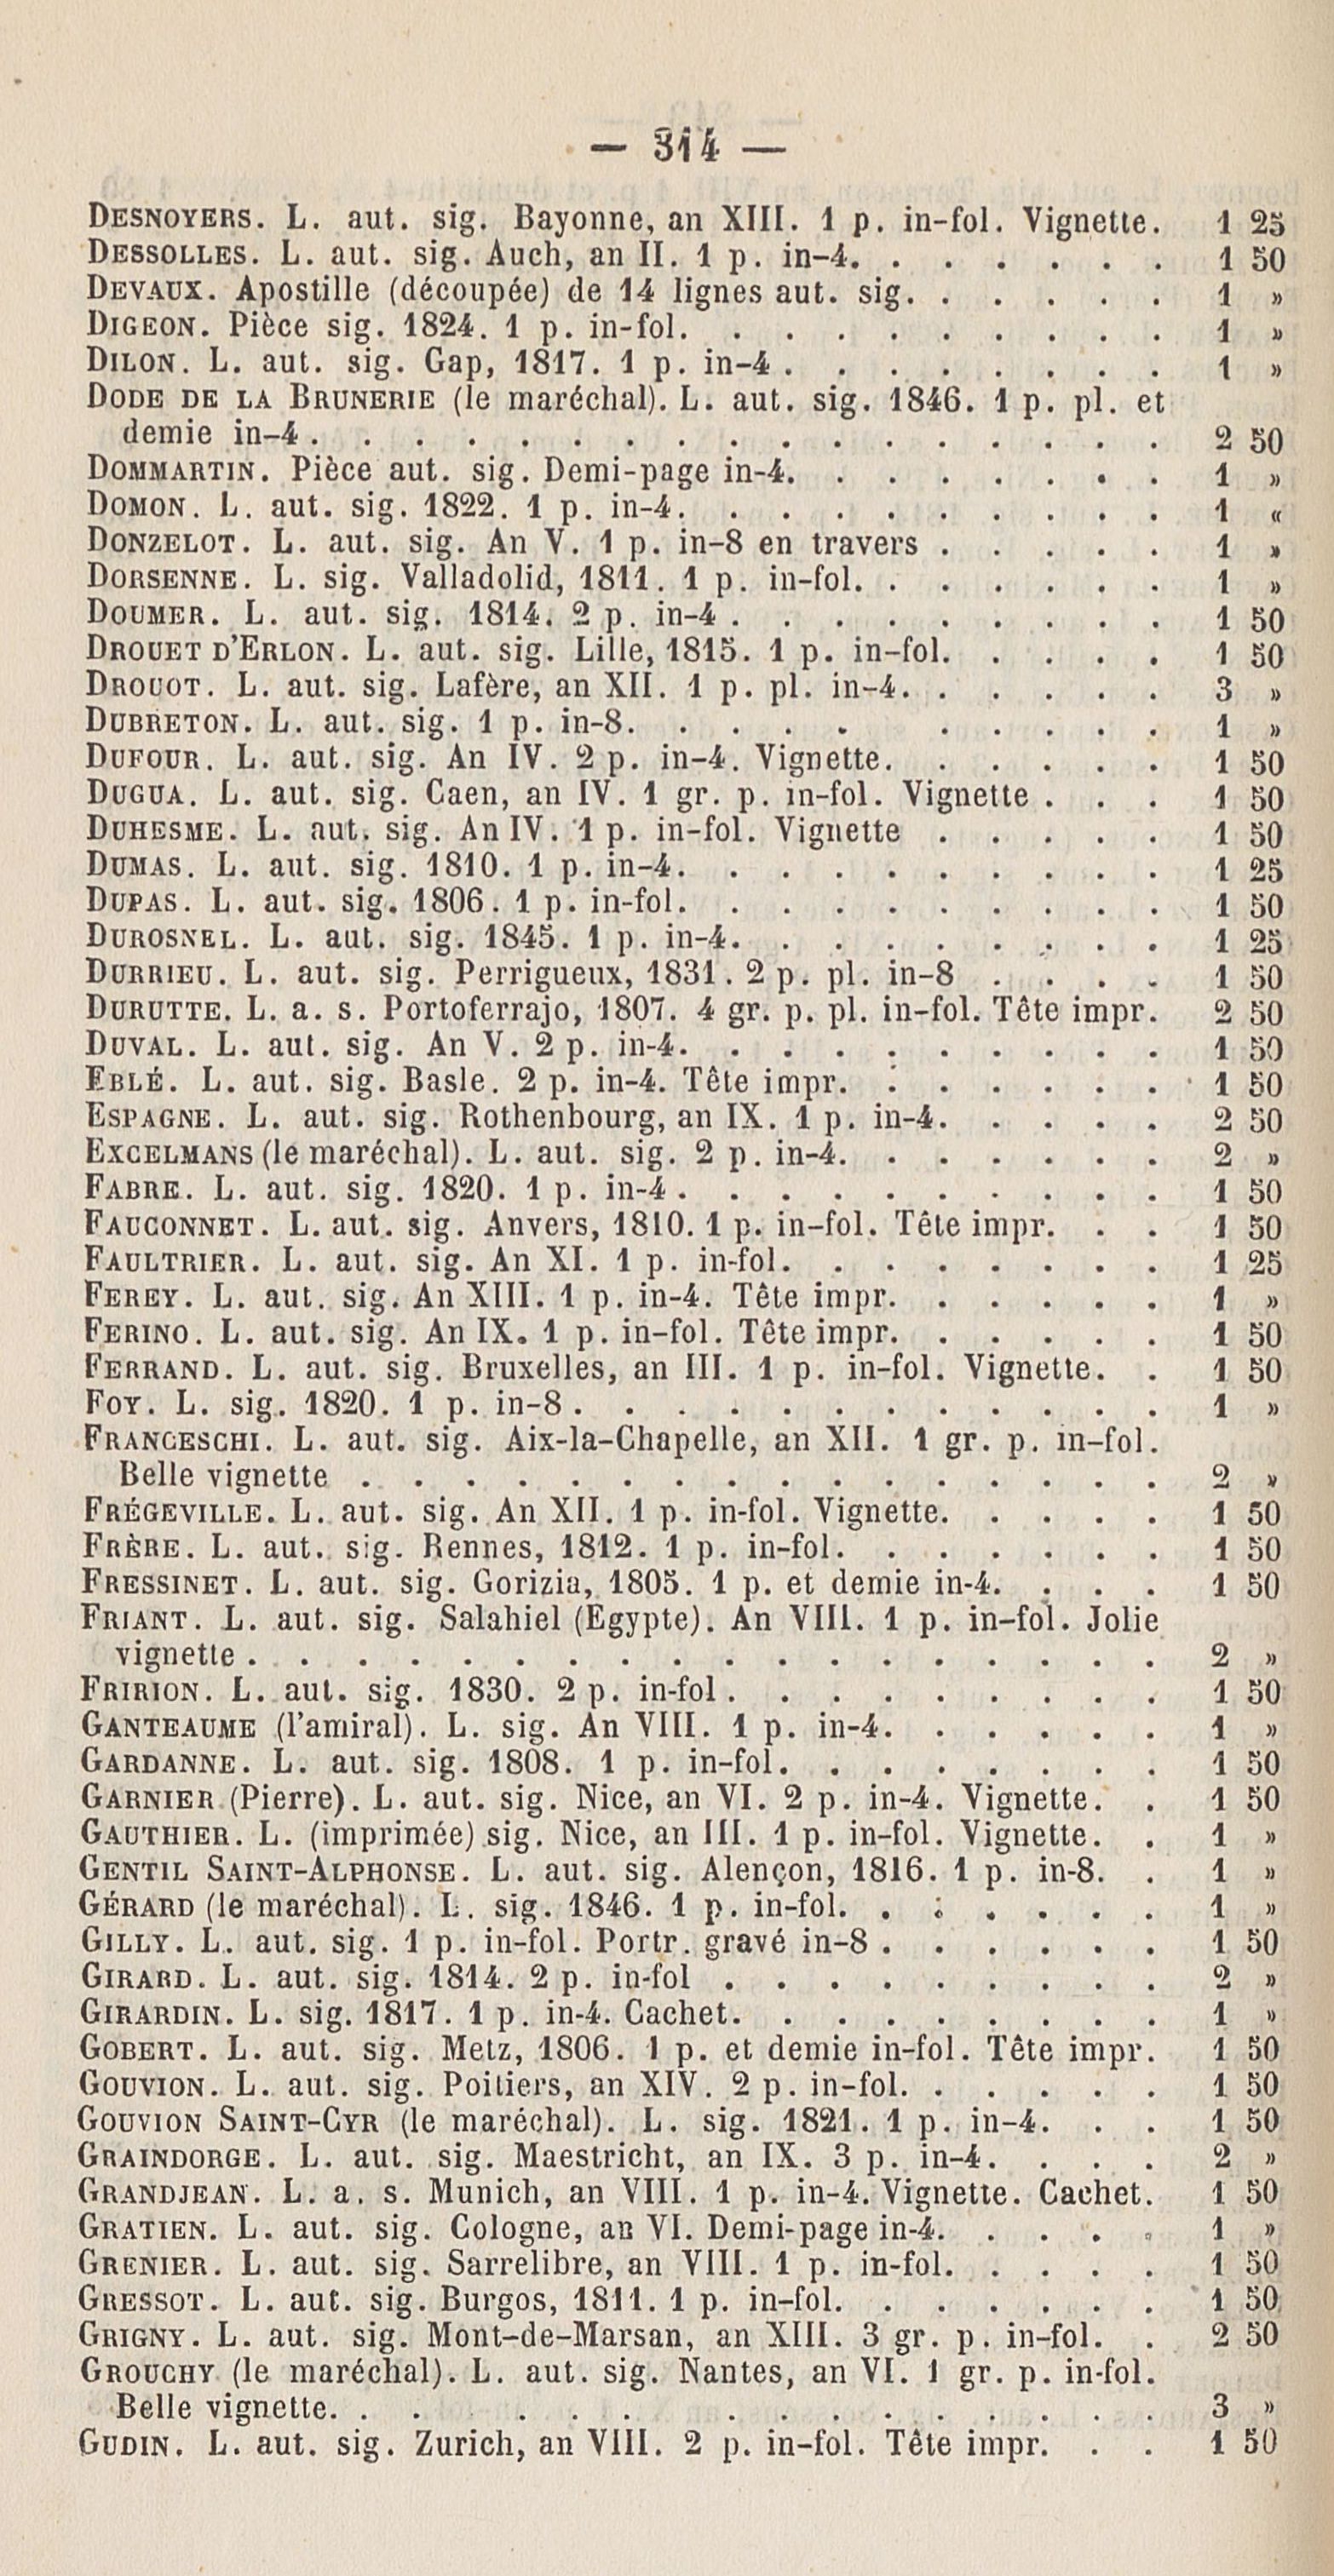 — 314 —
DESNOYERS. L. aut. sig. Bayonne, an XIII. 1 p. in-fol. Vignette. 1 25
DESSOLLES. L. aut. sig. Auch, an II. 1 p. in-4. . . . . . . . 1 50
DEVAUX. Apostille (découpée) de 14 lignes aut. sig. . . . . . 1 »
DIGEON. Pièce sig. 1824. 1 p. in-fol. . . . . . . . . . 1 »
DILON. L. aut. sig. Gap, 1817. 1 p. in-4 . . . . . . . . 1 »
DODE DE LA BRUNERIE (le maréchal). L. aut. sig. 1846. 1 p. pl. et
demie in-4 . . . . . . . . . . . . . . . . . 2 50
DOMMARTIN. Pièce aut. sig. Demi-page in-4. . . . . . . . 1 »
DOMON. L. aut. sig. 1822. 1 p. in-4. . . . . . . . . . 1 «
DONZELOT. L. aut. sig. An V. 1 p. in-8 en travers . . . . . 1 »
DORSENNE. L. sig. Valladolid, 1811. 1 p. in-fol. . . . . . . 1 »
DOUMER. L. aut. sig. 1814. 2 p. in-4 . . . . . . . . . 1 50
DROUET D'ERLON. L. aut. sig. Lille, 1815. 1 p. in-fol. . . . . 1 50
DROUOT. L. aut. sig. Lafère, an XII. 1 p. pl. in-4. . . . . . 3 »
DUBRETON. L. aut. sig. 1 p. in-8. . . . . . . . . . 1 »
DUFOUR. L. aut. sig. An IV. 2 p. in-4. Vignette. . . . . . 1 50
DUGUA. L. aut. sig. Caen, an IV. 1 gr. p. in-fol. Vignette . . . 1 50
DUHESME. L. aut. sig. An IV. 1 p. in-fol. Vignette . . . . . 1 50
DUMAS. L. aut. sig. 1810. 1 p. in-4. . . . . . . . . . 1 25
DUPAS. L. aut. sig. 1806. 1 p. in-fol. . . . . . . . . . 1 50
DUROSNEL. L. aut. sig. 1845. 1 p. in-4. . . . . . . . . 1 25
DURRIEU. L. aut. sig. Perrigueux, 1831. 2 p. pl. in-8 . . . . 1 50
DURUTTE. L. a. s. Portoferrajo, 1807. 4 gr. p. pl. in-fol. Tête impr. 2 50
DUVAL. L. aut. sig. An V. 2 p. in-4. . . . . . . . . . 1 50
EBLÉ. L. aut. sig. Basle. 2 p. in-4. Tête impr. . . . . . . 1 50
ESPAGNE. L. aut. sig. Rothenbourg, an IX. 1 p. in-4. . . . . 2 50
EXCELMANS (le maréchal). L. aut. sig. 2 p. in-4. . . . . . . 2 »
FABRE. L. aut. sig. 1820. 1 p. in-4 . . . . . . . . . . 1 50
FAUCONNET. L. aut. sig. Anvers, 1810. 1 p. in-fol. Tête impr. . . 1 50
FAULTRIER. L. aut. sig. An XI. 1 p. in-fol. . . . . . . . 1 25
FEREY. L. aut. sig. An XIII. 1 p. in-4. Tête impr. . . . . . 1 »
FERINO. L. aut. sig. An IX. 1 p. in-fol. Tête impr. . . . . . 1 50
FERRAND. L. aut. sig. Bruxelles, an III. 1 p. in-fol. Vignette. . 1 50
FOY. L. sig. 1820. 1 p. in-8 . . . . . . . . . . . . 1 »
FRANCESCHI. L. aut. sig. Aix-la-Chapelle, an XII. 1 gr. p. in-fol.
Belle vignette . . . . . . . . . . . . . . . . 2 »
FRÉGEVILLE. L. aut. sig. An XII. 1 p. in-fol. Vignette. . . . . 1 50
FRÈRE. L. aut. sig. Rennes, 1812. 1 p. in-fol. . . . . . . 1 50
FRESSINET. L. aut. sig. Gorizia, 1805. 1 p. et demie in-4. . . . 1 50
FRIANT. L. aut. sig. Salahiel (Egypte). An VIII. 1 p. in-fol. Jolie
vignette . . . . . . . . . . . . . . . . . . 2 »
FRIRION. L. aut. sig. 1830. 2 p. in-fol . . . . . . . . . 1 50
GANTEAUME (l'amiral). L. sig. An VIII. 1 p. in-4. . . . . . 1 »
GARDANNE. L. aut. sig. 1808. 1 p. in-fol. . . . . . . . 1 50
GARNIER (Pierre). L. aut. sig. Nice, an VI. 2 p. in-4. Vignette. . 1 50
GAUTHIER. L. (imprimée) sig. Nice, an III. 1 p. in-fol. Vignette. . 1 »
GENTIL SAINT-ALPHONSE. L. aut. sig. Alençon, 1816. 1 p. in-8. . 1 »
GÉRARD (le maréchal). L. sig. 1846. 1 p. in-fol. . . . . . . 1 »
GILLY. L. aut. sig. 1 p. in-fol. Portr. gravé in-8 . . . . . . 1 50
GIRARD. L. aut. sig. 1814. 2 p. in-fol . . . . . . . . . 2 »
GIRARDIN. L. sig. 1817. 1 p. in-4. Cachet. . . . . . . . . 1 »
GOBERT. L. aut. sig. Metz, 1806. 1 p. et demie in-fol. Tête impr. 1 50
GOUVION. L. aut. sig. Poitiers, an XIV. 2 p. in-fol. . . . . . 1 50
GOUVION SAINT-CYR (le maréchal). L. sig. 1821. 1 p. in-4. . . 1 50
GRAINDORGE. L. aut. sig. Maestricht, an IX. 3 p. in-4. . . . 2 »
GRANDJEAN. L. a. s. Munich, an VIII. 1 p. in-4. Vignette. Cachet. 1 50
GRATIEN. L. aut. sig. Cologne, an VI. Demi-page in-4. . . . . 1 »
GRENIER. L. aut. sig. Sarrelibre, an VIII. 1 p. in-fol. . . . . 1 50
GRESSOT. L. aut. sig. Burgos, 1811. 1 p. in-fol. . . . . . . 1 50
GRIGNY. L. aut. sig. Mont-de-Marsan, an XIII. 3 gr. p. in-fol. . 2 50
GROUCHY (le maréchal). L. aut. sig. Nantes, an VI. 1 gr. p. in-fol.
Belle vignette. . . . . . . . . . . . . . . . 3 »
GUDIN. L. aut. sig. Zurich, an VIII. 2 p. in-fol. Tête impr. . . 1 50